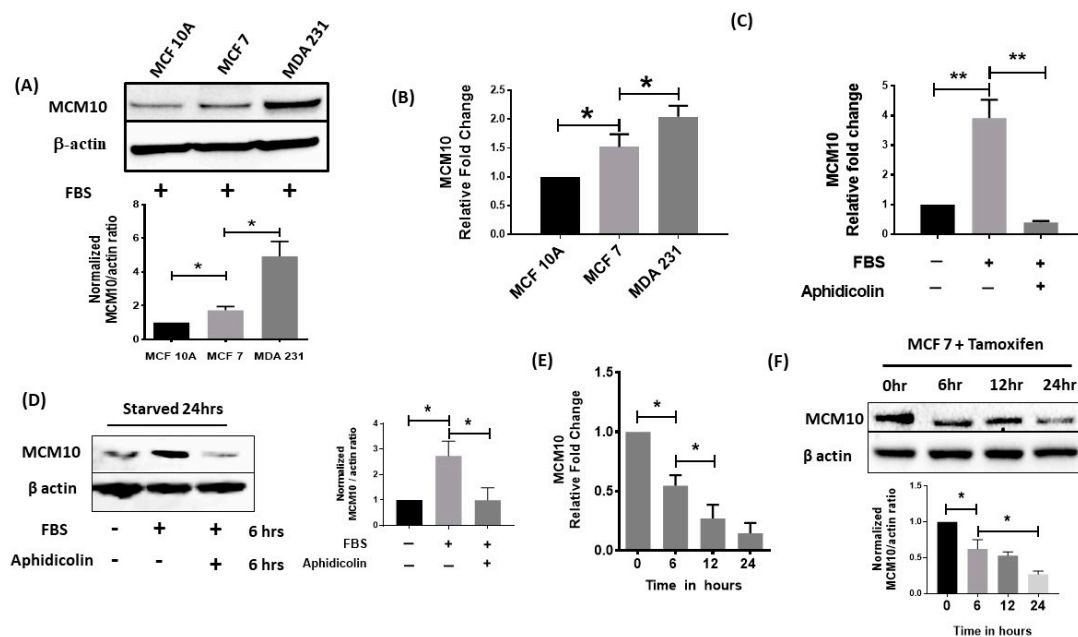 (A)
MCF 10A
MCF 7
MDA 231
MCM10
β-actin
FBS + + +
Normalized
MCM10/actin ratio
8
6
4
2
0
* *
MCF 10A MCF 7 MDA 231
(B)
MCM10
Relative Fold Change
2.5
2.0
1.5
1.0
0.5
0.0
* *
MCF 10A
MCF 7
MDA 231
(C)
MCM10
Relative fold change
6
4
2
0
** **
FBS — + +
Aphidicolin — — +
(D)
Starved 24hrs
MCM10
β actin
FBS - + + 6 hrs
Aphidicolin - - + 6 hrs
Normalized
MCM10 / actin ratio
4
3
2
1
0
* *
FBS — + +
Aphidicolin — — +
(E)
MCM10
Relative Fold Change
1.5
1.0
0.5
0.0
* *
0 6 12 24
Time in hours
(F)
MCF 7 + Tamoxifen
0hr 6hr 12hr 24hr
MCM10
β actin
Normalized
MCM10/actin ratio
1.5
1.0
0.5
0.0
* *
0 6 12 24
Time in hours